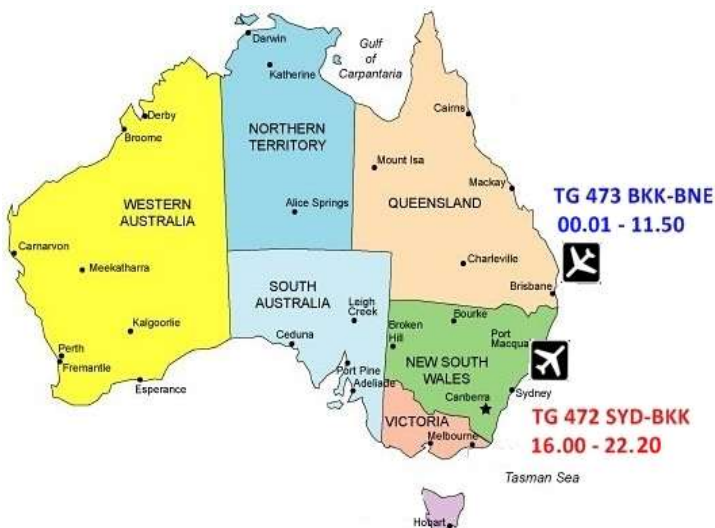 Darwin
Gulf
of
Carpantaria
Katherine
Cairns
Derby
Broome
NORTHERN
TERRITORY
Mount Isa
Mackay
TG 473 BKK-BNE
00.01 - 11.50
WESTERN
AUSTRALIA
Alice Springs
QUEENSLAND
Carnarvon
Meekatharra
Charleville
SOUTH
AUSTRALIA
Brisbane
Leigh
Creek
Bourke
Kalgoorlie
Ceduna
Broken
Hill
Port
Macqua
Perth
Fremantle
Port Pine
NEW SOUTH
WALES
Esperance
Adeliade
Canberra
Sydney
TG 472 SYD-BKK
16.00 - 22.20
VICTORIA
Melbourne
Tasman Sea
Hobart